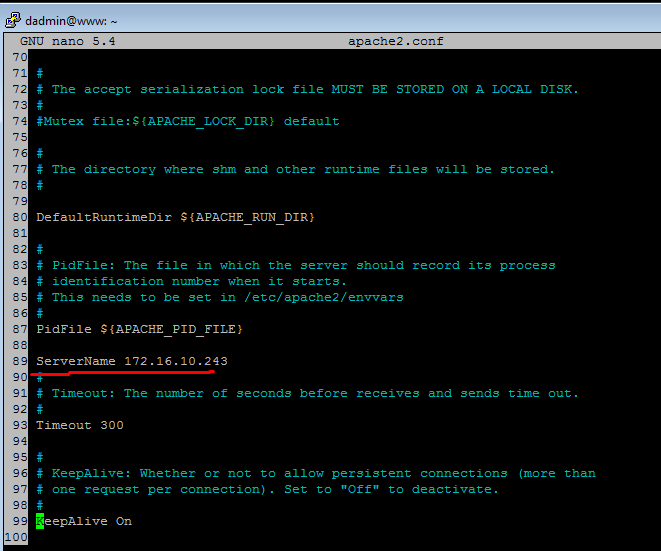 dadmin@www: ~
GNU nano 5.4 apache2.conf
70
71 #
72 # The accept serialization lock file MUST BE STORED ON A LOCAL DISK.
73 #
74 #Mutex file:${APACHE_LOCK_DIR} default
75
76 #
77 # The directory where shm and other runtime files will be stored.
78 #
79
80 DefaultRuntimeDir ${APACHE_RUN_DIR}
81
82 #
83 # PidFile: The file in which the server should record its process
84 # identification number when it starts.
85 # This needs to be set in /etc/apache2/envvars
86 #
87 PidFile ${APACHE_PID_FILE}
88
89 ServerName 172.16.10.243
90 #
91 # Timeout: The number of seconds before receives and sends time out.
92 #
93 Timeout 300
94
95 #
96 # KeepAlive: Whether or not to allow persistent connections (more than
97 # one request per connection). Set to "Off" to deactivate.
98 #
99 KeepAlive On
100